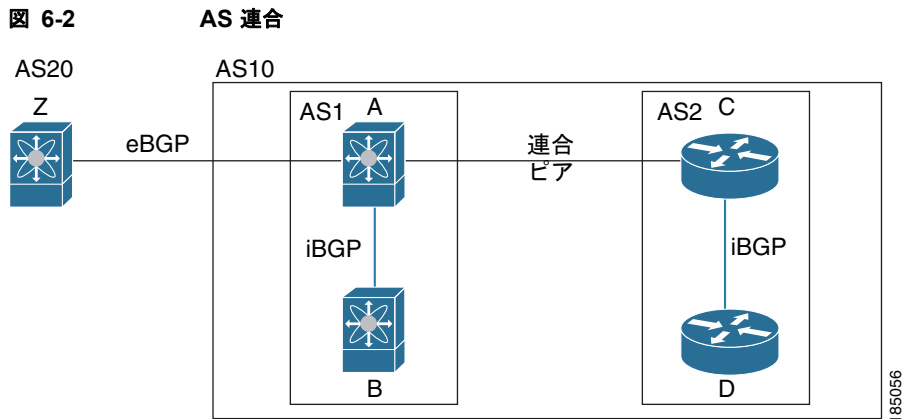 図 6-2 AS 連合
AS20
AS10
Z
AS1
A
AS2
C
eBGP
連合
ピア
iBGP
iBGP
B
D
185056